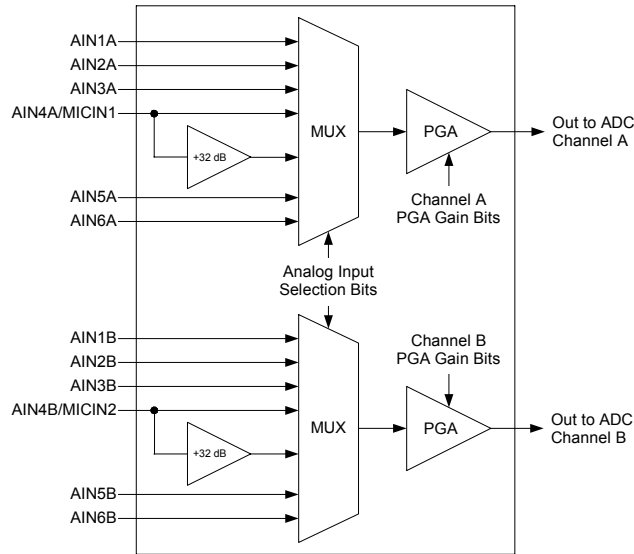 AIN1A
AIN2A
AIN3A
AIN4A/MICIN1
+32 dB
AIN5A
AIN6A
MUX
PGA
Out to ADC
Channel A
Channel A
PGA Gain Bits
Analog Input
Selection Bits
AIN1B
AIN2B
AIN3B
AIN4B/MICIN2
+32 dB
AIN5B
AIN6B
MUX
Channel B
PGA Gain Bits
PGA
Out to ADC
Channel B